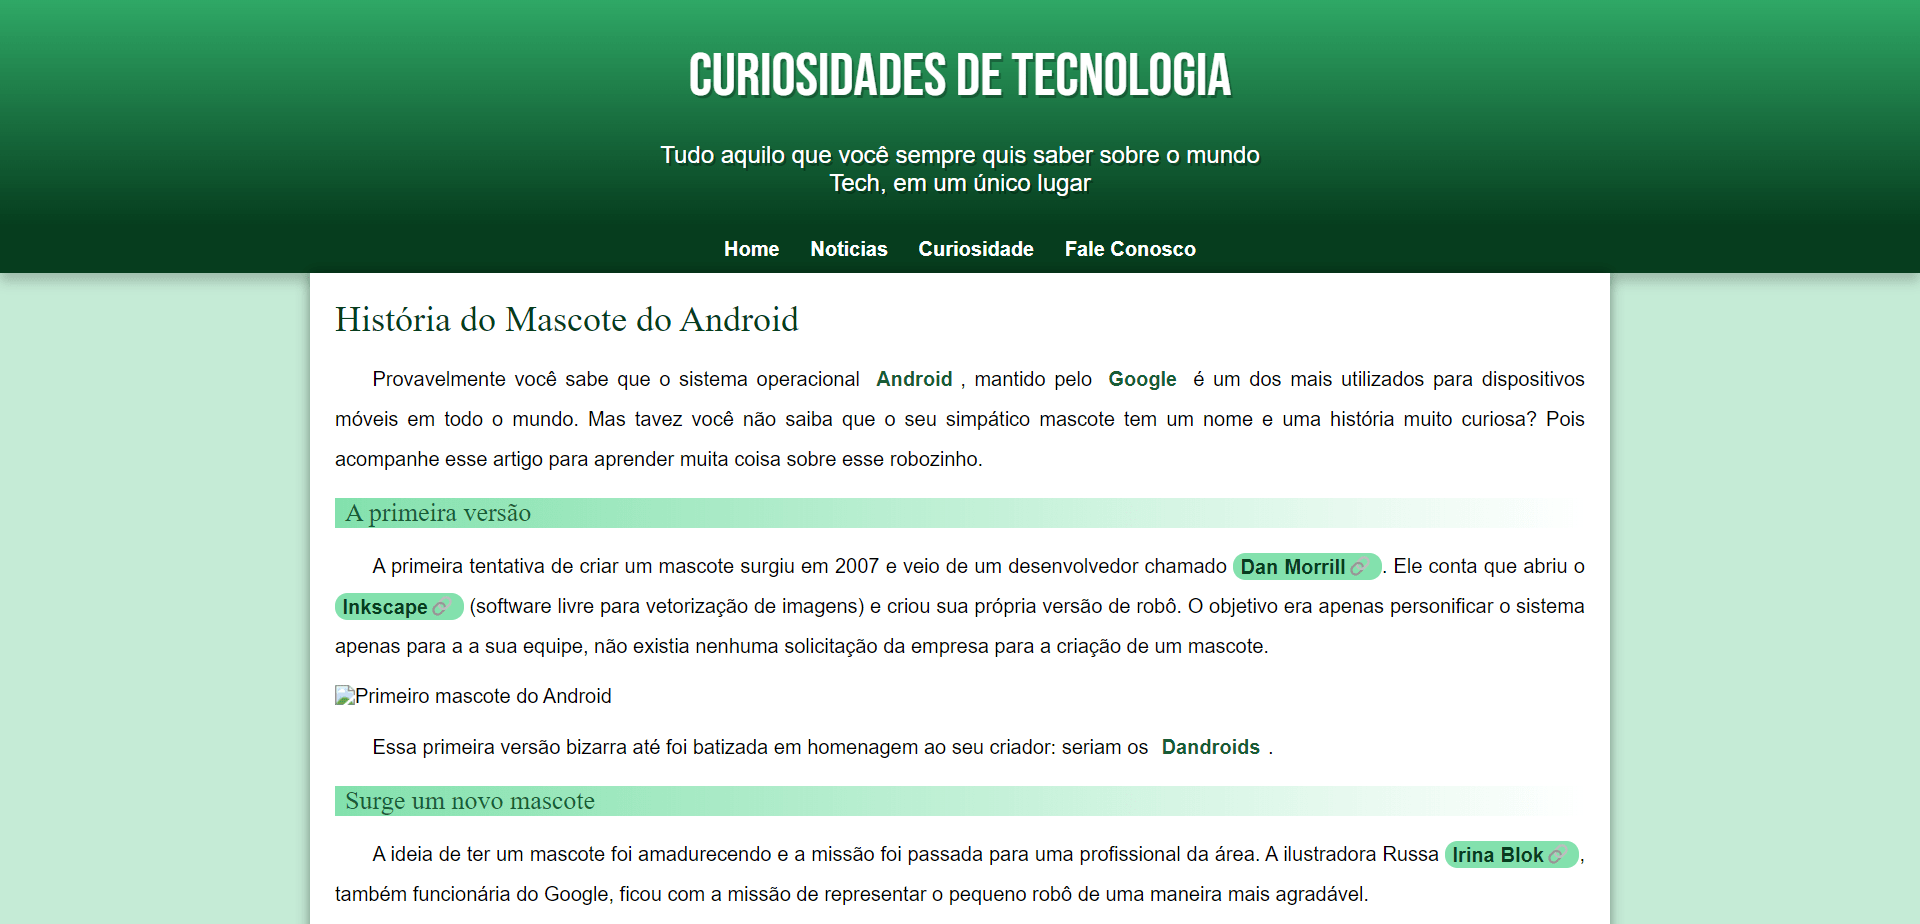 CURIOSIDADES DE TECNOLOGIA
Tudo aquilo que você sempre quis saber sobre o mundo
Tech, em um único lugar
Home Noticias Curiosidade Fale Conosco
História do Mascote do Android
Provavelmente você sabe que o sistema operacional Android , mantido pelo Google é um dos mais utilizados para dispositivos
móveis em todo o mundo. Mas tavez você não saiba que o seu simpático mascote tem um nome e uma história muito curiosa? Pois
acompanhe esse artigo para aprender muita coisa sobre esse robozinho.
A primeira versão
A primeira tentativa de criar um mascote surgiu em 2007 e veio de um desenvolvedor chamado Dan Morrill. Ele conta que abriu o
Inkscape (software livre para vetorização de imagens) e criou sua própria versão de robô. O objetivo era apenas personificar o sistema
apenas para a a sua equipe, não existia nenhuma solicitação da empresa para a criação de um mascote.
Primeiro mascote do Android
Essa primeira versão bizarra até foi batizada em homenagem ao seu criador: seriam os Dandroids .
Surge um novo mascote
A ideia de ter um mascote foi amadurecendo e a missão foi passada para uma profissional da área. A ilustradora Russa Irina Blok,
também funcionária do Google, ficou com a missão de representar o pequeno robô de uma maneira mais agradável.